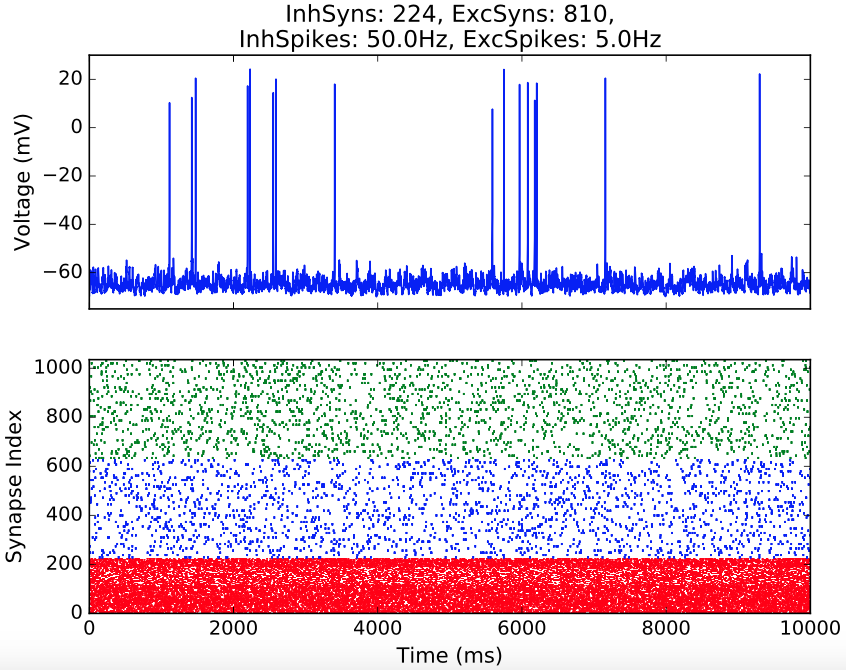 InhSyns: 224, ExcSyns: 810,
InhSpikes: 50.0Hz, ExcSpikes: 5.0Hz
20
0
−20
−40
−60
Voltage (mV)
1000
800
600
400
200
0
Synapse Index
0 2000 4000 6000 8000 10000
Time (ms)